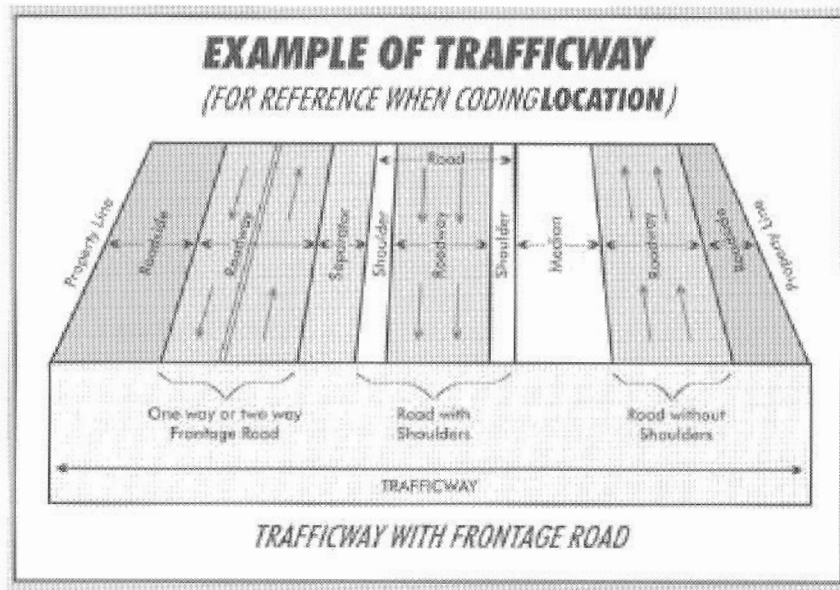 EXAMPLE OF TRAFFICWAY
(FOR REFERENCE WHEN CODING LOCATION)
Road
Property Line
Roadside
Roadway
Separator
Shoulder
Roadway
Shoulder
Median
Roadway
Roadside
Property Line
One way or two way
Frontage Road
Road with
Shoulders
Road without
Shoulders
TRAFFICWAY
TRAFFICWAY WITH FRONTAGE ROAD